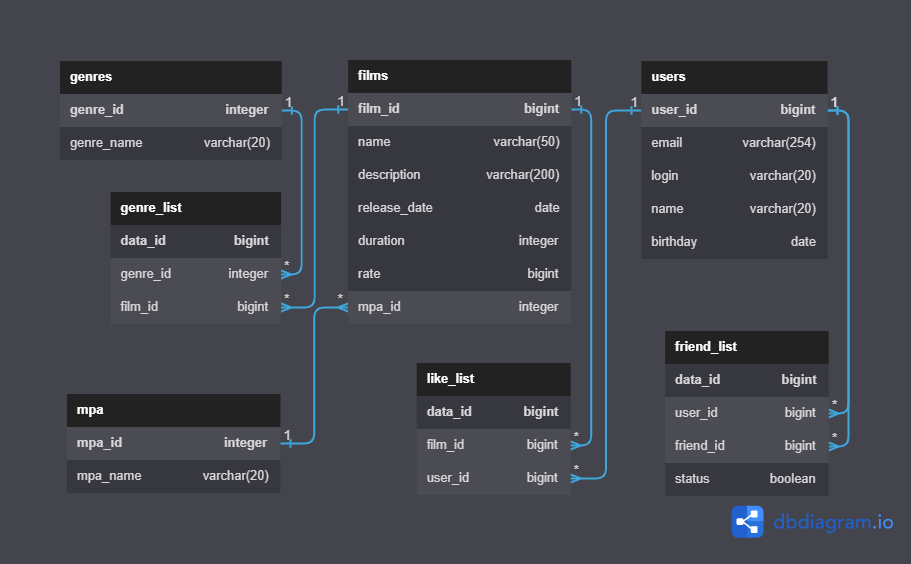 genres
genre_id integer
genre_name varchar(20)
films
film_id bigint
name varchar(50)
description varchar(200)
release_date date
duration integer
rate bigint
mpa_id integer
users
user_id bigint
email varchar(254)
login varchar(20)
name varchar(20)
birthday date
genre_list
data_id bigint
genre_id integer
film_id bigint
mpa
mpa_id integer
mpa_name varchar(20)
like_list
data_id bigint
film_id bigint
user_id bigint
friend_list
data_id bigint
user_id bigint
friend_id bigint
status boolean
1
1
1
1
1
1
*
*
*
*
*
*
*
dbdiagram.io